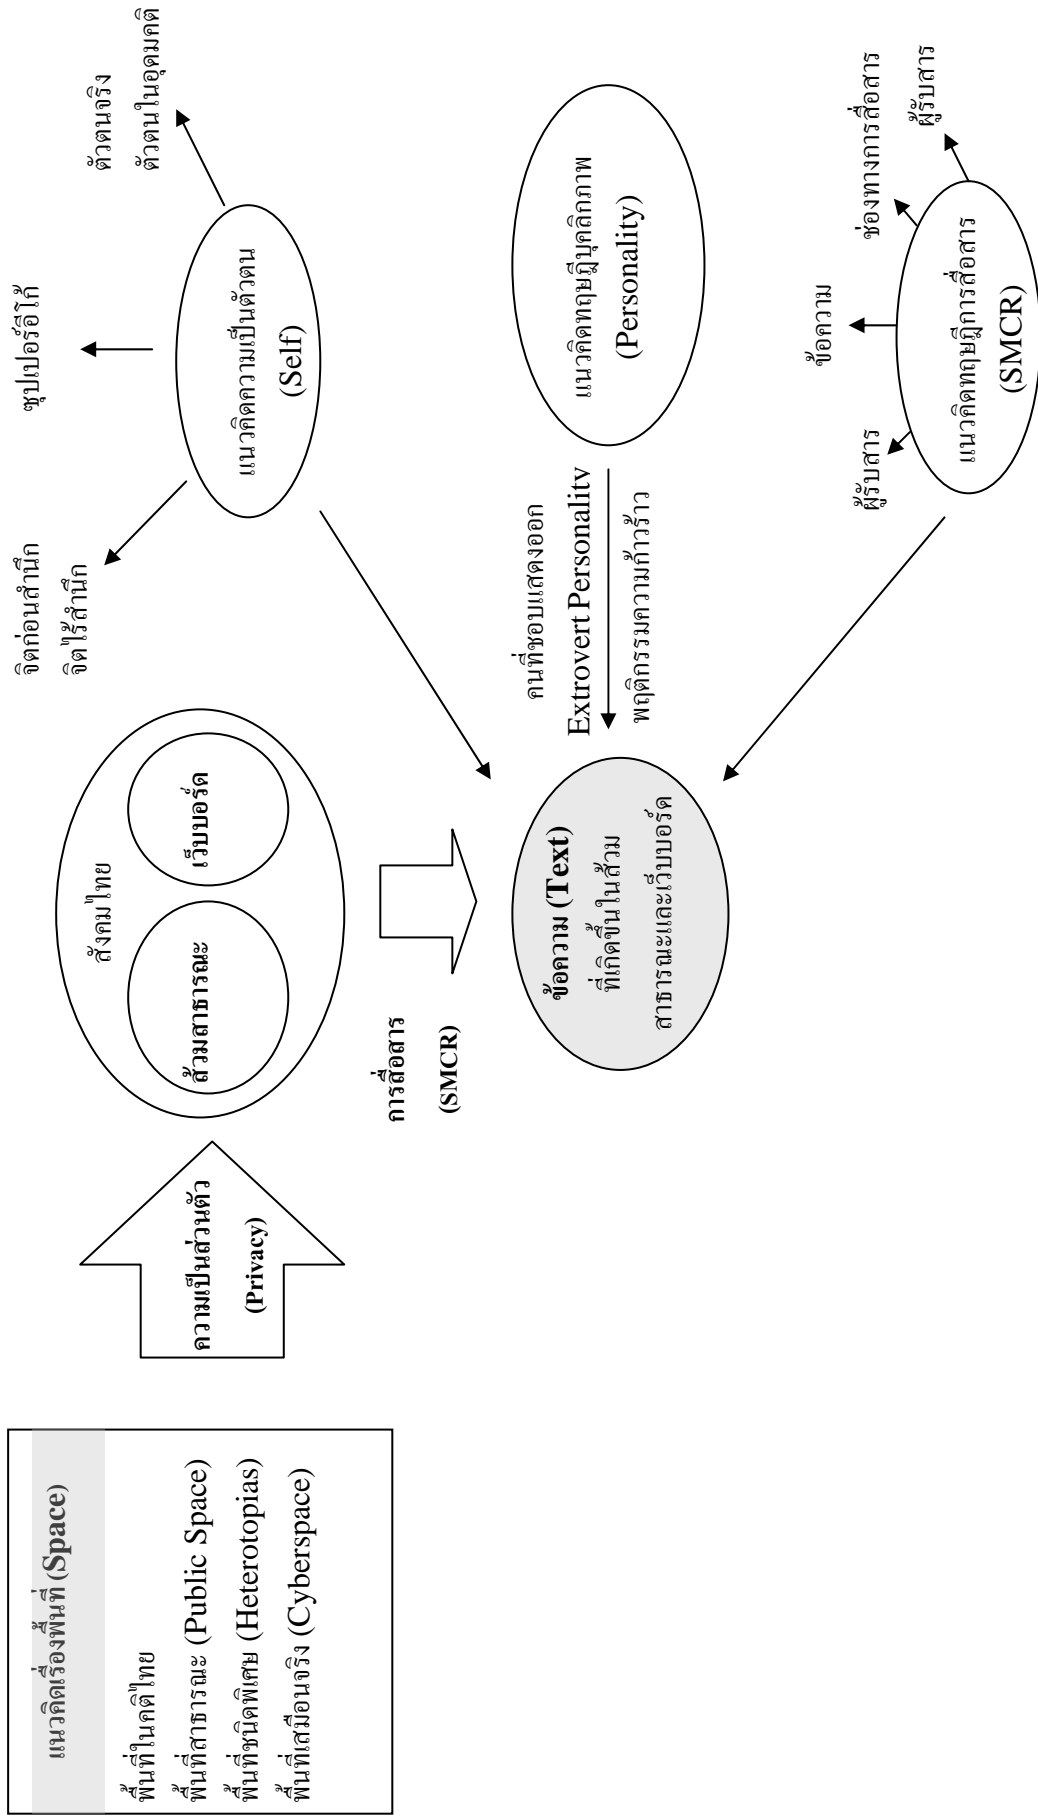 แนวคิดเรื่องพื้นที่ (Space)
พื้นที่ในคติไทย
พื้นที่สาธารณะ (Public Space)
พื้นที่ชนิดพิเศษ (Heterotopias)
พื้นที่เสมือนจริง (Cyberspace)
ความเป็นส่วนตัว
(Privacy)
สังคมไทย
ส้วมสาธารณะ
เว็บบอร์ด
การสื่อสาร
(SMCR)
ข้อความ (Text)
ที่เกิดขึ้นในส้วม
สาธารณะและเว็บบอร์ด
จิตก่อนสำนึก
จิตไร้สำนึก
ซุปเปอร์อีโก้
ตัวตนจริง
ตัวตนในอุดมคติ
แนวคิดความเป็นตัวตน
(Self)
คนที่ชอบแสดงออก
Extrovert Personality
พฤติกรรมความก้าวร้าว
แนวคิดทฤษฎีบุคลิกภาพ
(Personality)
ผู้รับสาร
ข้อความ
ช่องทางการสื่อสาร
ผู้รับสาร
แนวคิดทฤษฎีการสื่อสาร
(SMCR)